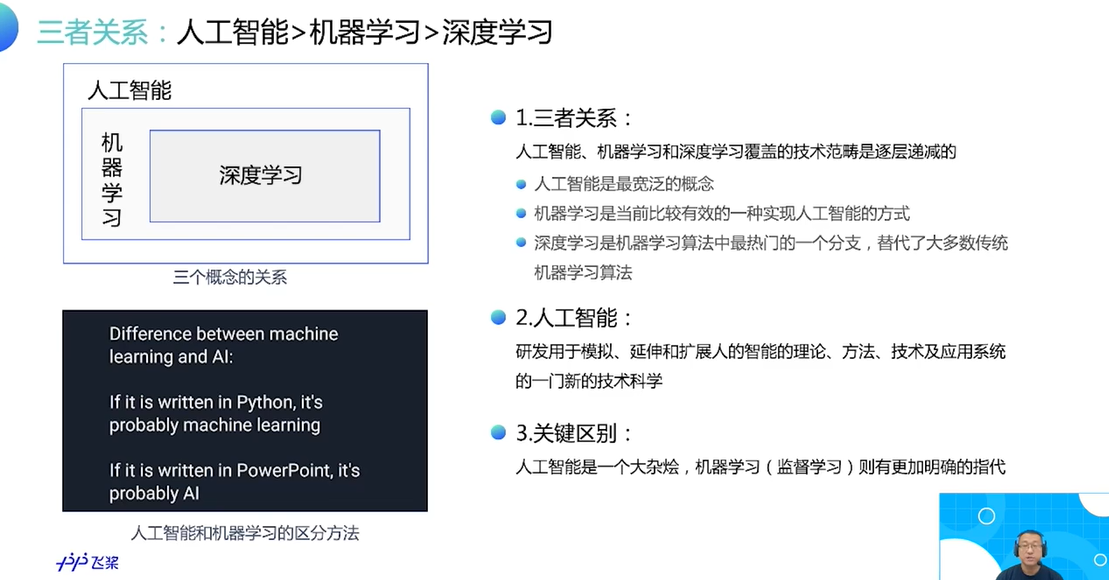 三者关系：人工智能>机器学习>深度学习
人工智能
机器学习
深度学习
三个概念的关系
Difference between machine
learning and AI:
If it is written in Python, it's
probably machine learning
If it is written in PowerPoint, it's
probably AI
人工智能和机器学习的区分方法
飞桨
1.三者关系：
人工智能、机器学习和深度学习覆盖的技术范畴是逐层递减的
人工智能是最宽泛的概念
机器学习是当前比较有效的一种实现人工智能的方式
深度学习是机器学习算法中最热门的一个分支，替代了大多数传统
机器学习算法
2.人工智能：
研发用于模拟、延伸和扩展人的智能的理论、方法、技术及应用系统
的一门新的技术科学
3.关键区别：
人工智能是一个大杂烩，机器学习（监督学习）则有更加明确的指代